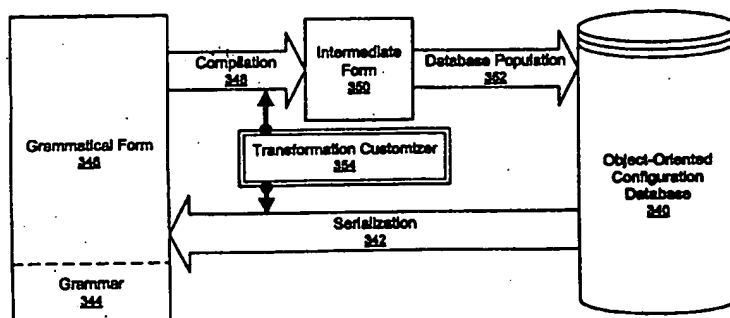 Compilation
348
Intermediate
Form
350
Database Population
352
Grammatical Form
346
Transformation Customizer
354
Object-Oriented
Configuration
Database
340
Serialization
342
Grammar
344